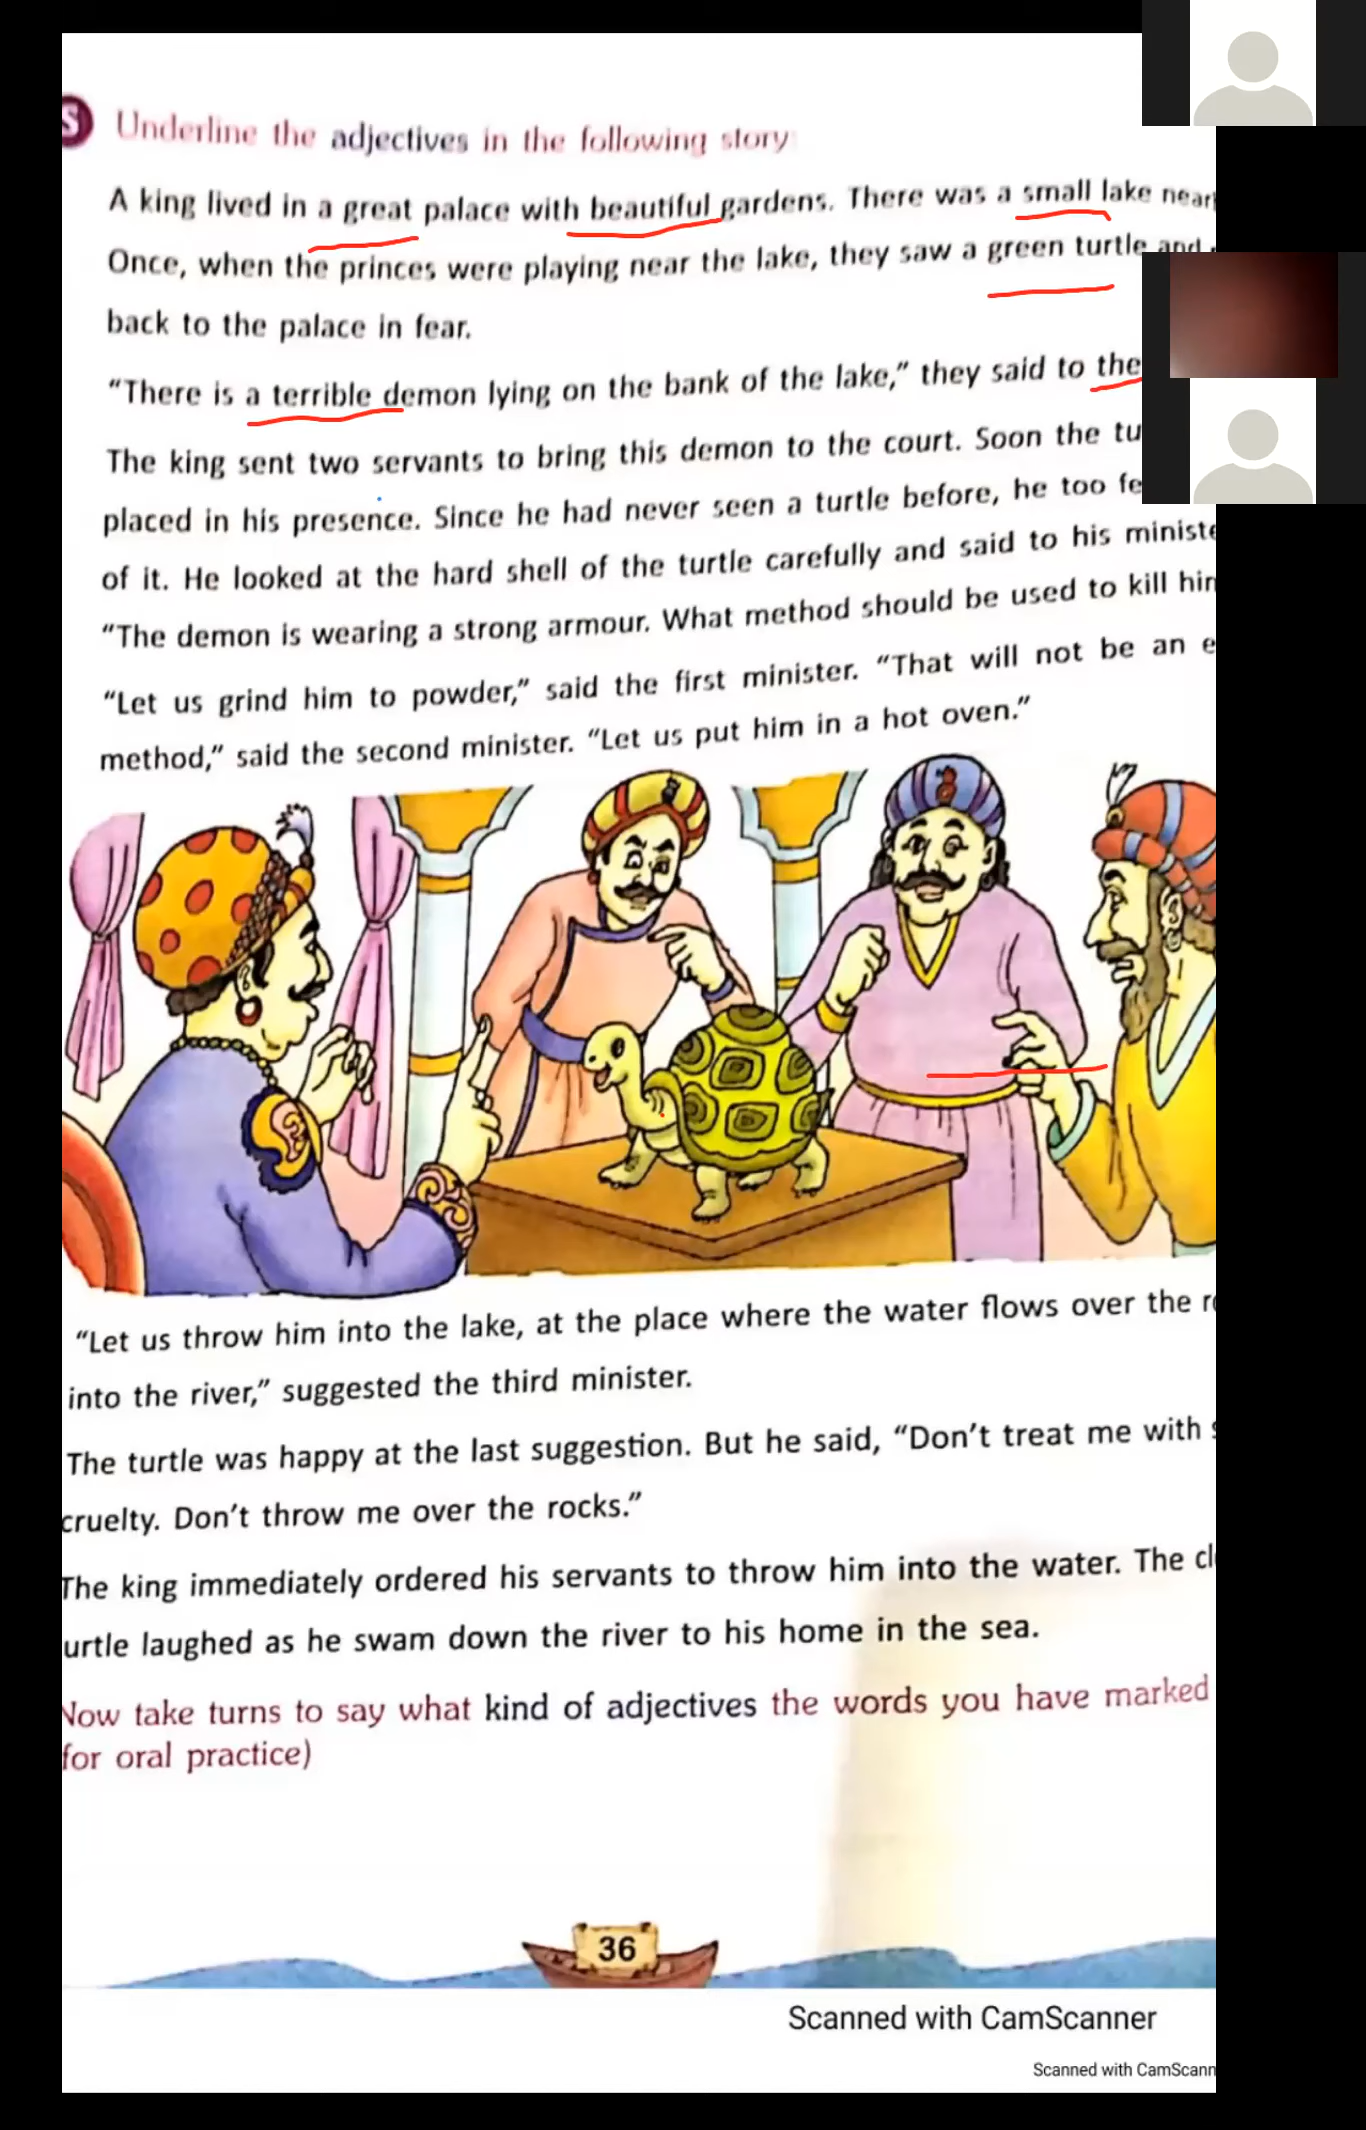 S Underline the adjectives in the following story
A king lived in a great palace with beautiful gardens. There was a small lake
Once, when the princes were playing near the lake, they saw a green turtle and
back to the palace in fear.
“There is a terrible demon lying on the bank of the lake,” they said to the
The king sent two servants to bring this demon to the court. Soon the
placed in his presence. Since he had never seen a turtle before, he too
of it. He looked at the hard shell of the turtle carefully and said to his
“The demon is wearing a strong armour. What method should be used to kill
“Let us grind him to powder,” said the first minister. “That will not be an
method,” said the second minister. “Let us put him in a hot oven.”
“Let us throw him into the lake, at the place where the water flows over the
into the river,” suggested the third minister.
The turtle was happy at the last suggestion. But he said, “Don’t treat me with
cruelty. Don’t throw me over the rocks.”
The king immediately ordered his servants to throw him into the water. The
urtle laughed as he swam down the river to his home in the sea.
Now take turns to say what kind of adjectives the words you have marked
for oral practice)
36
Scanned with CamScanner
Scanned with CamScann